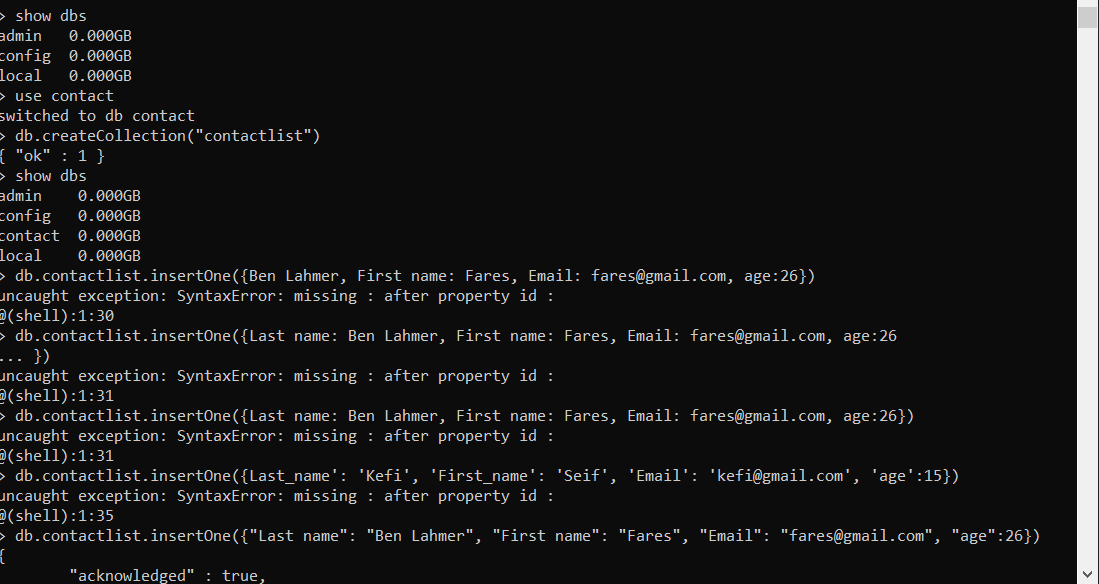 > show dbs
admin   0.000GB
config  0.000GB
local   0.000GB
> use contact
switched to db contact
> db.createCollection("contactlist")
{ "ok" : 1 }
> show dbs
admin    0.000GB
config   0.000GB
contact  0.000GB
local    0.000GB
> db.contactlist.insertOne({Ben Lahmer, First name: Fares, Email: fares@gmail.com, age:26})
uncaught exception: SyntaxError: missing : after property id :
@(shell):1:30
> db.contactlist.insertOne({Last name: Ben Lahmer, First name: Fares, Email: fares@gmail.com, age:26
... })
uncaught exception: SyntaxError: missing : after property id :
@(shell):1:31
> db.contactlist.insertOne({Last name: Ben Lahmer, First name: Fares, Email: fares@gmail.com, age:26})
uncaught exception: SyntaxError: missing : after property id :
@(shell):1:31
> db.contactlist.insertOne({Last_name': 'Kefi', 'First_name': 'Seif', 'Email': 'kefi@gmail.com', 'age':15})
uncaught exception: SyntaxError: missing : after property id :
@(shell):1:35
> db.contactlist.insertOne({"Last name": "Ben Lahmer", "First name": "Fares", "Email": "fares@gmail.com", "age":26})
{
        "acknowledged" : true,